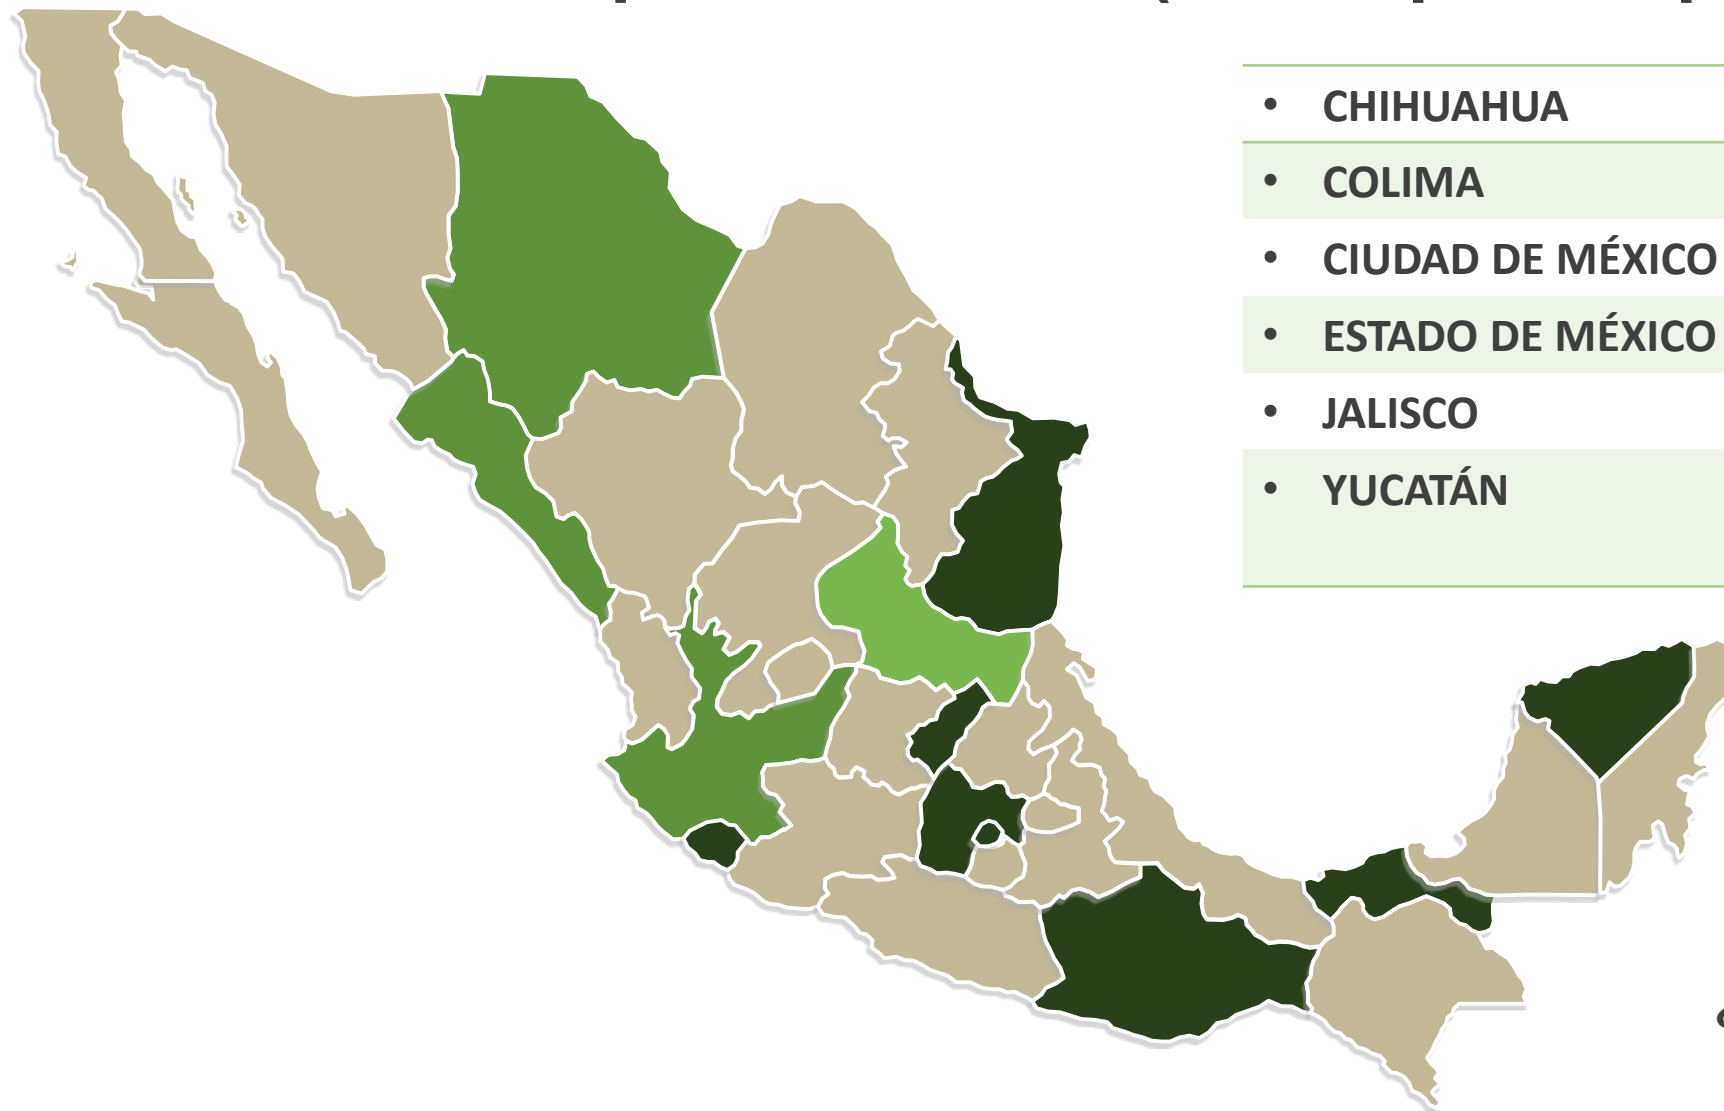 • CHIHUAHUA
• COLIMA
• CIUDAD DE MÉXICO
• ESTADO DE MÉXICO
• JALISCO
• YUCATÁN